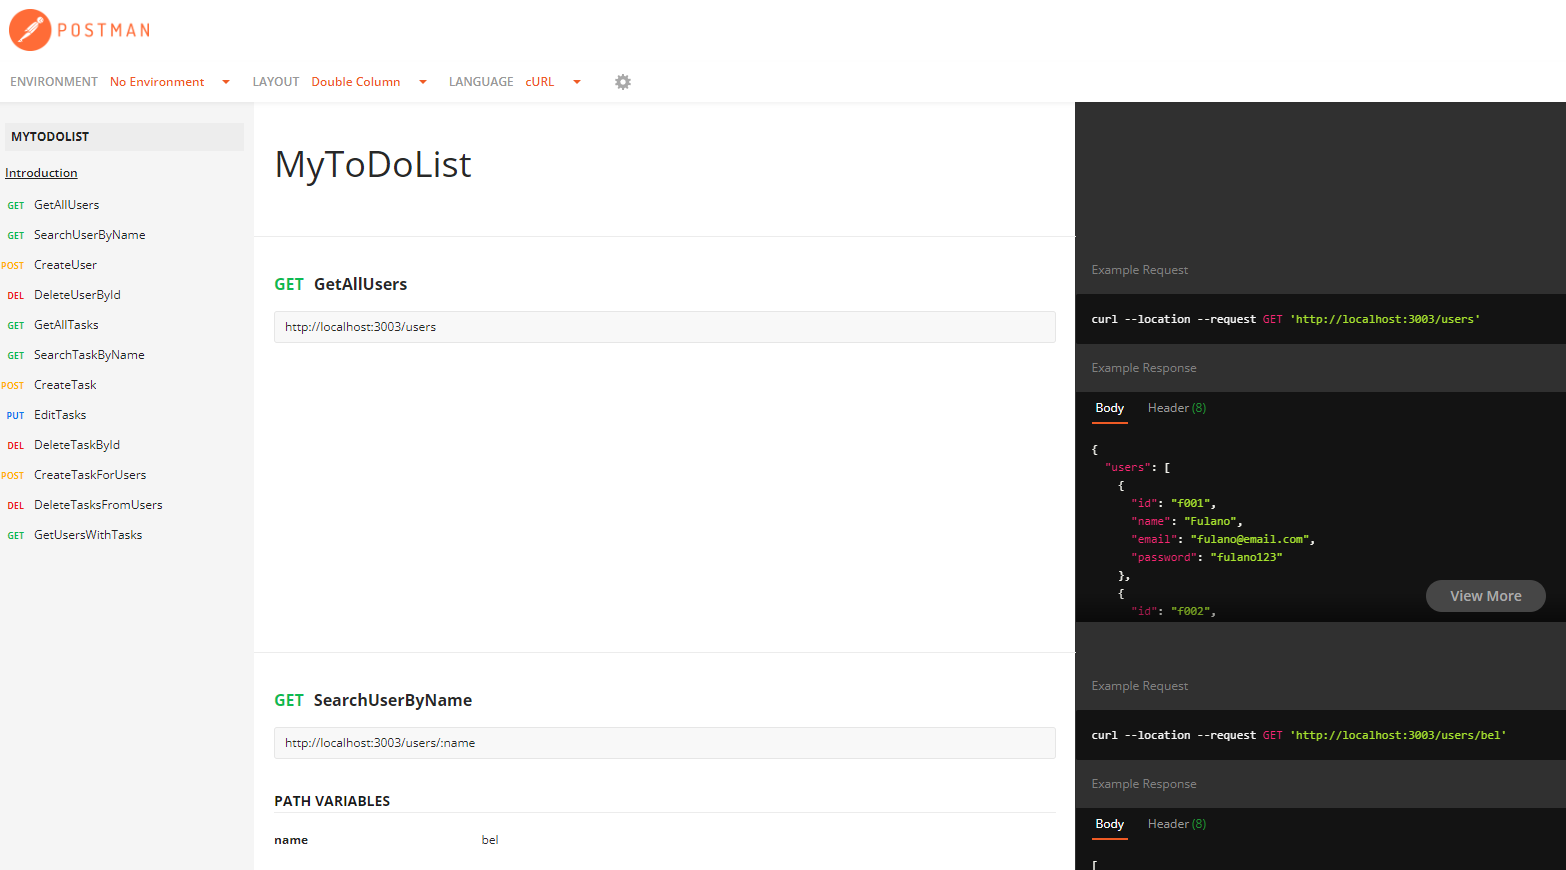 POSTMAN
ENVIRONMENT No Environment LAYOUT Double Column LANGUAGE cURL
MYTODOLIST
Introduction
GET GetAllUsers
GET SearchUserByName
POST CreateUser
DEL DeleteUserById
GET GetAllTasks
GET SearchTaskByName
POST CreateTask
PUT EditTasks
DEL DeleteTaskById
POST CreateTaskForUsers
DEL DeleteTasksFromUsers
GET GetUsersWithTasks
MyToDoList
GET GetAllUsers
http://localhost:3003/users
GET SearchUserByName
http://localhost:3003/users/:name
PATH VARIABLES
name bel
Example Request
curl --location --request GET 'http://localhost:3003/users'
Example Response
Body Header (8)
{
"users": [
{
"id": "f001",
"name": "Fulano",
"email": "fulano@email.com",
"password": "fulano123"
},
{
"id": "f002",
View More
Example Request
curl --location --request GET 'http://localhost:3003/users/bel'
Example Response
Body Header (8)
[